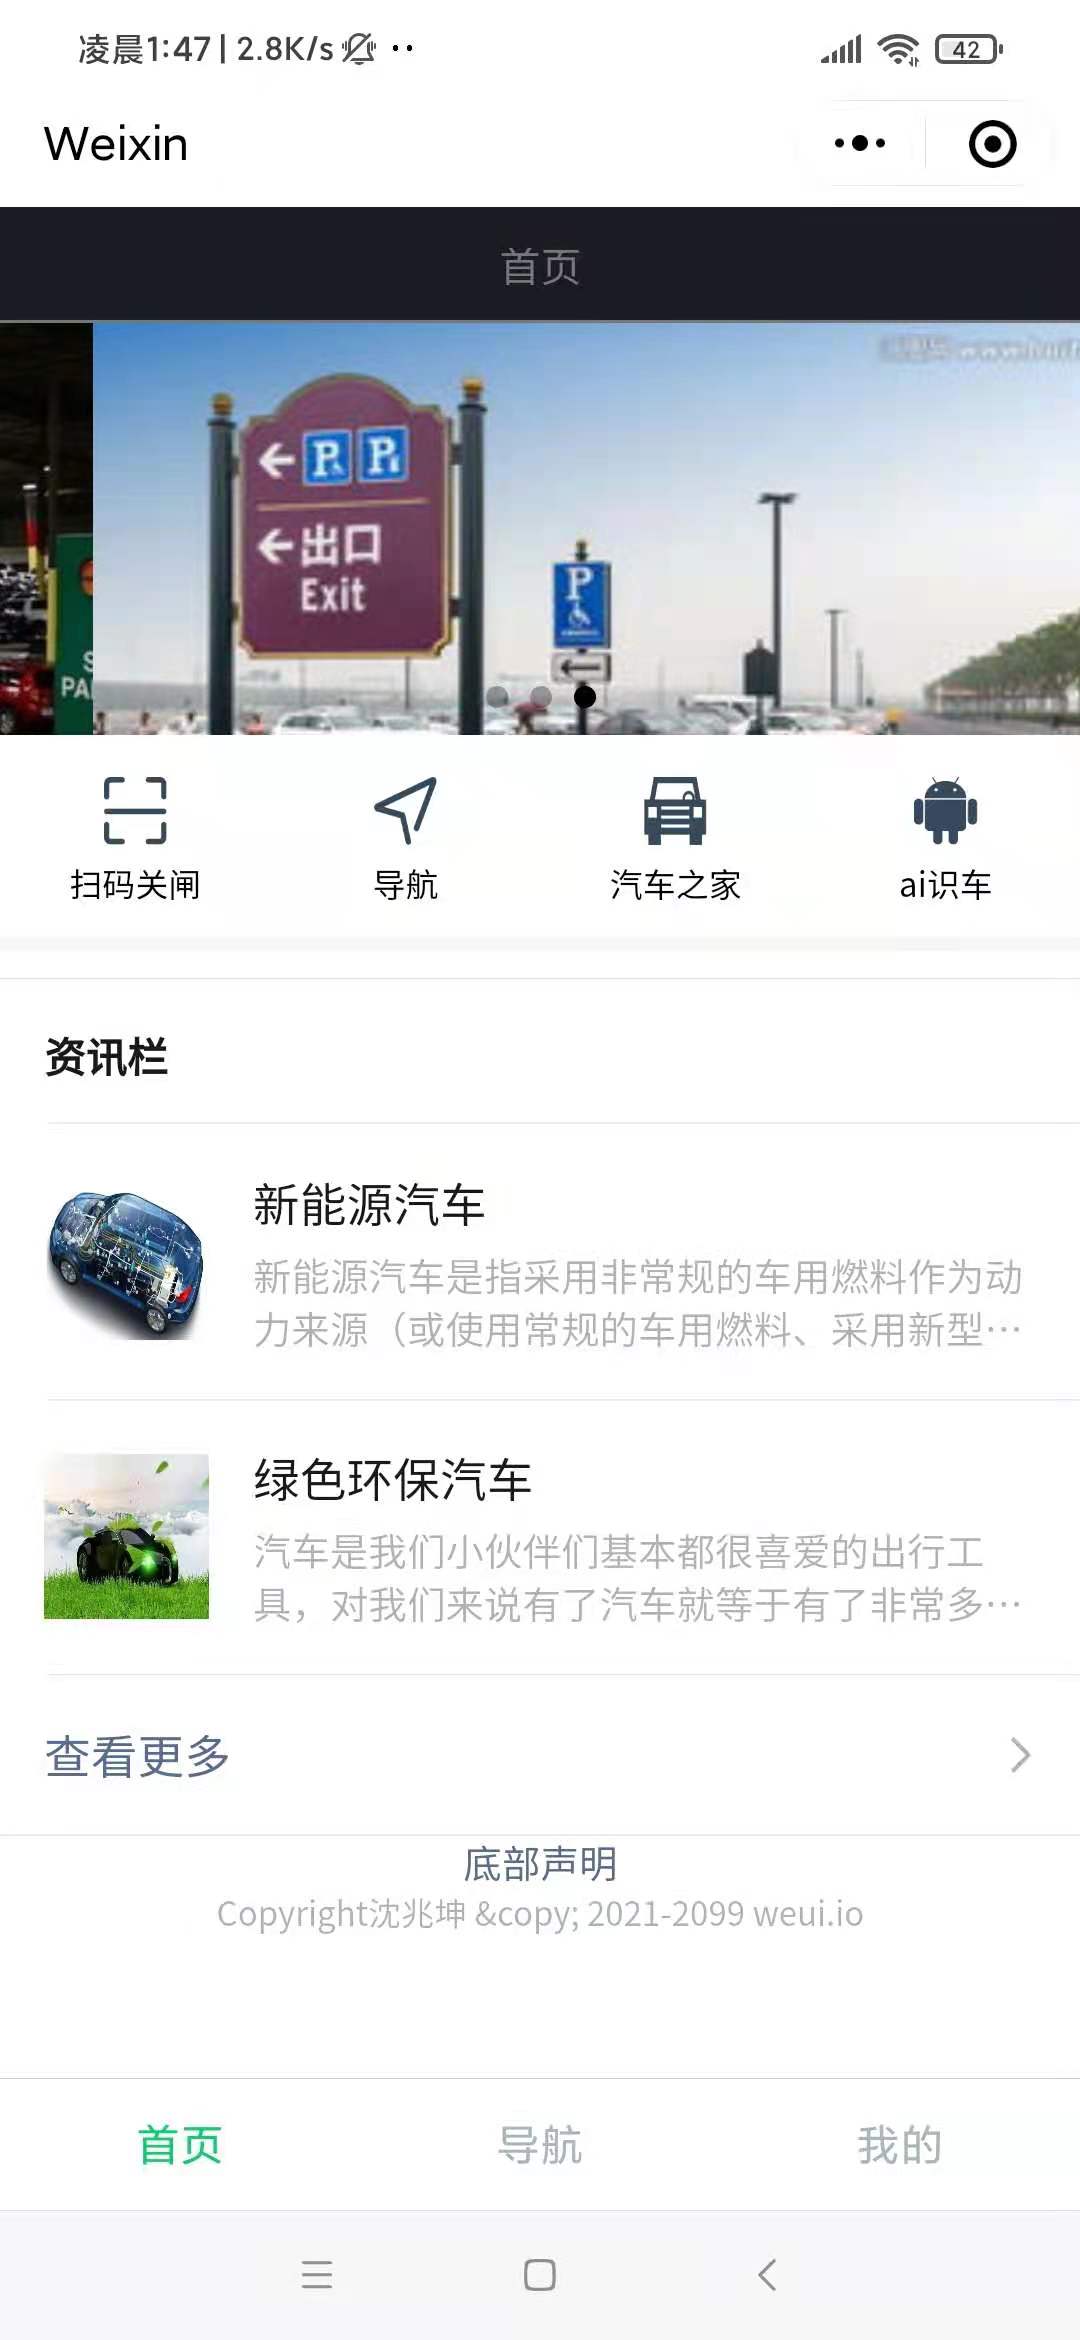 凌晨1:47 | 2.8K/s
42
Weixin
首页
← P P
← 出口
Exit
P
扫码关闸
导航
汽车之家
ai识车
资讯栏
新能源汽车
新能源汽车是指采用非常规的车用燃料作为动
力来源（或使用常规的车用燃料、采用新型…
绿色环保汽车
汽车是我们小伙伴们基本都很喜爱的出行工
具，对我们来说有了汽车就等于有了非常多…
查看更多
底部声明
Copyright沈兆坤 &copy; 2021-2099 weui.io
首页
导航
我的